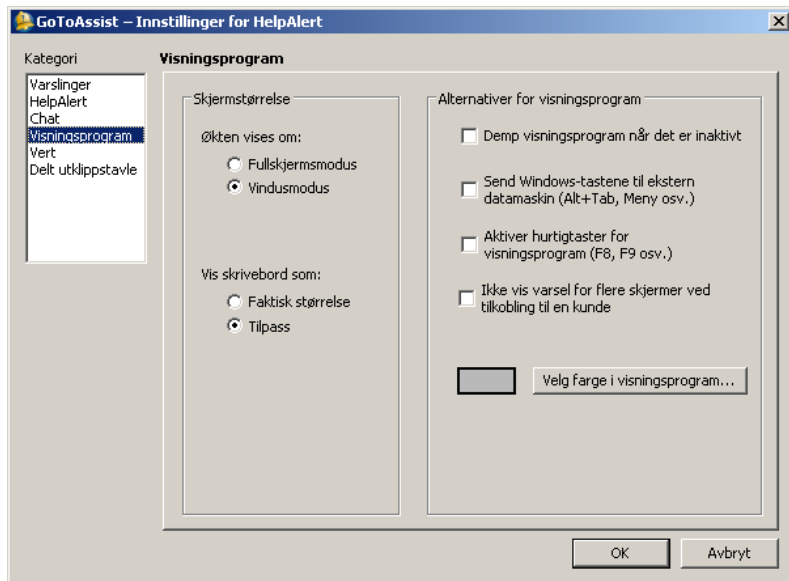 GoToAssist – Innstillinger for HelpAlert
Kategori
Varslinger
HelpAlert
Chat
Visningsprogram
Vert
Delt utklippstavle
Visningsprogram
Skjermstørrelse
Økten vises om:
Fullskjermsmodus
Vindusmodus
Vis skrivebord som:
Faktisk størrelse
Tilpass
Alternativer for visningsprogram
Demp visningsprogram når det er inaktivt
Send Windows-tastene til ekstern
datamaskin (Alt+Tab, Meny osv.)
Aktiver hurtigtaster for
visningsprogram (F8, F9 osv.)
Ikke vis varsel for flere skjermer ved
tilkobling til en kunde
Velg farge i visningsprogram...
OK
Avbryt